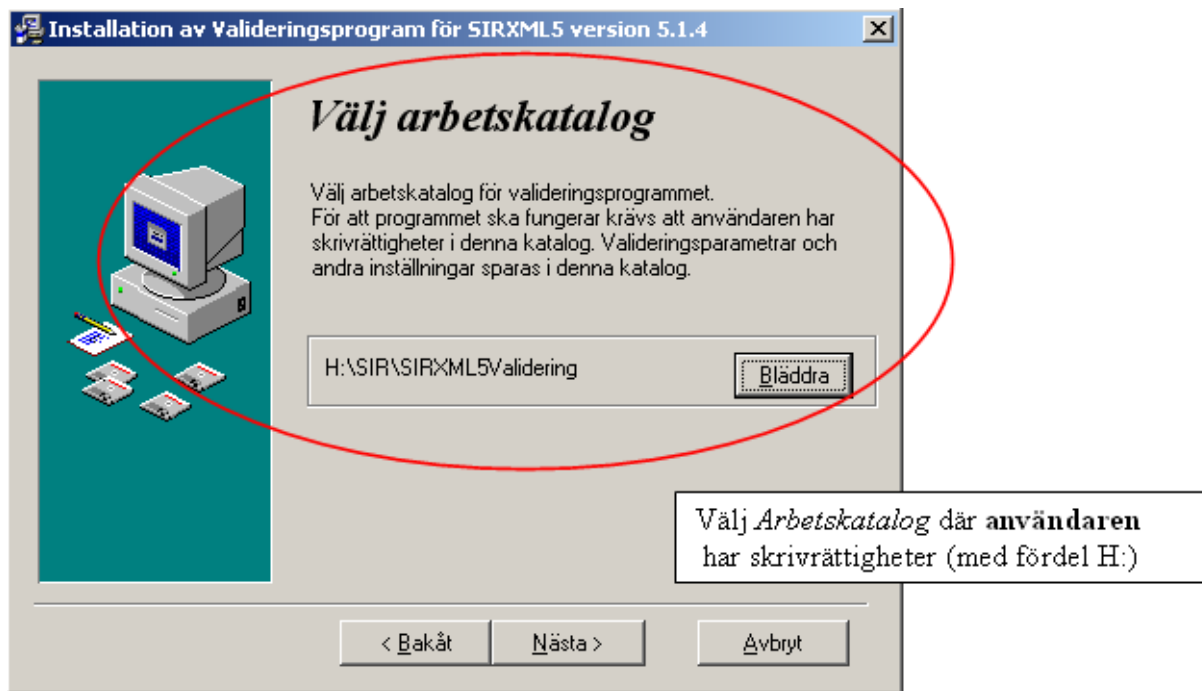 Installation av Valideringsprogram för SIRXML5 version 5.1.4
Välj arbetskatalog
Välj arbetskatalog för valideringsprogrammet.
För att programmet ska fungerar krävs att användaren har
skrivrättigheter i denna katalog. Valideringsparametrar och
andra inställningar sparas i denna katalog.
H:\SIR\SIRXML5Validering
Bläddra
Välj Arbetskatalog där användaren
har skrivrättigheter (med fördel H:)
< Bakåt
Nästa >
Avbryt